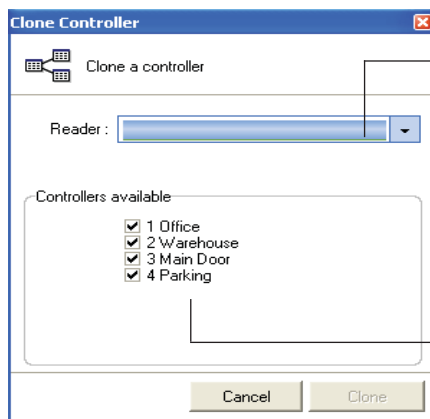 Clone Controller
Clone a controller
Reader :
Controllers available
1 Office
2 Warehouse
3 Main Door
4 Parking
Cancel Clone